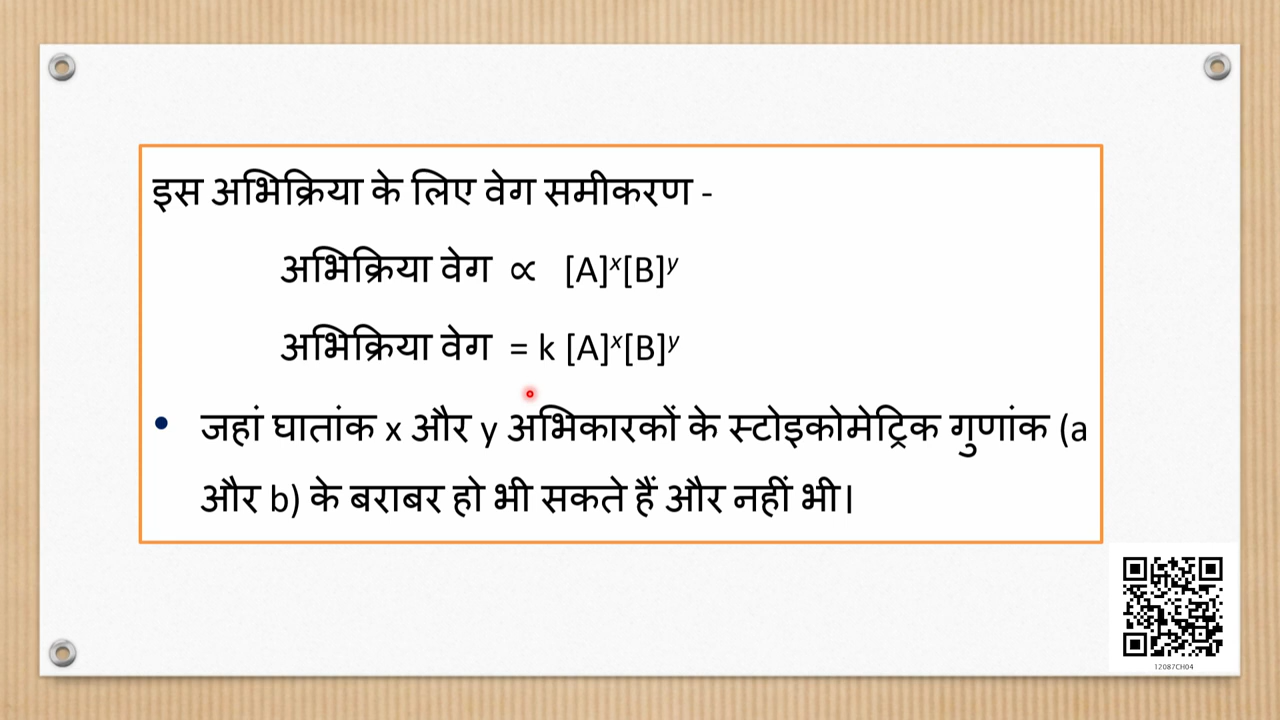 इस अभिक्रिया के लिए वेग समीकरण -
अभिक्रिया वेग ∝ [A]ˣ[B]ʸ
अभिक्रिया वेग = k [A]ˣ[B]ʸ
• जहां घातांक x और y अभिकारकों के स्टोइकोमेट्रिक गुणांक (a
और b) के बराबर हो भी सकते हैं और नहीं भी।
12087CH04